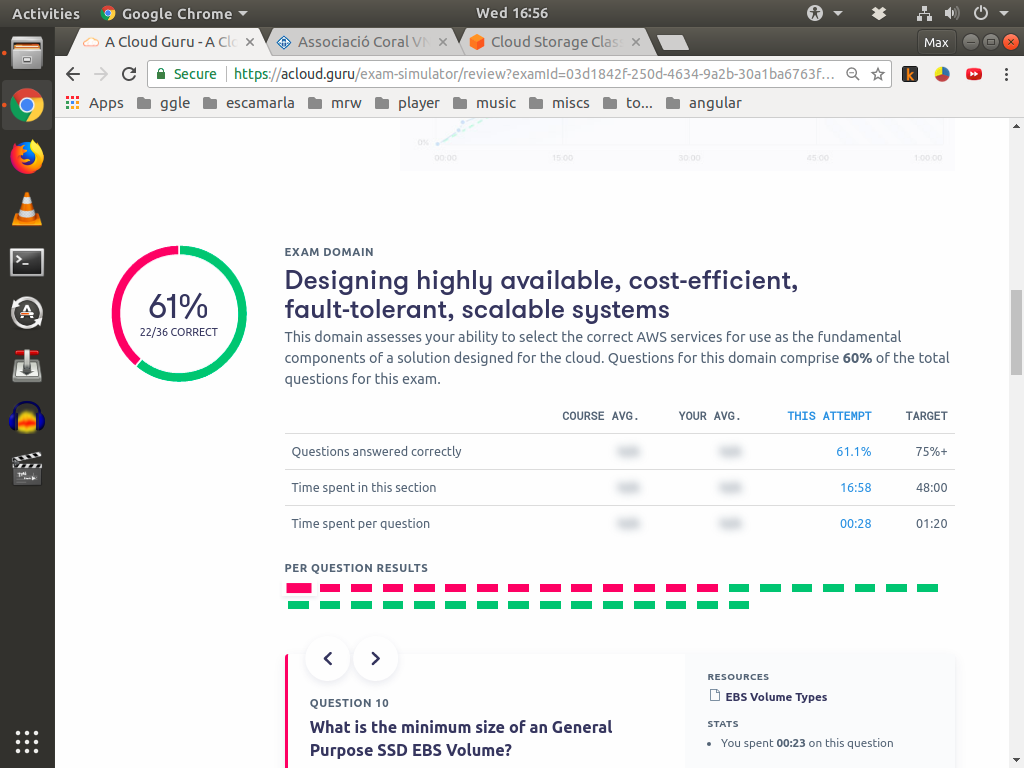 Activities
Google Chrome
Wed 16:56
A Cloud Guru - A Cl
Associació Coral VN
Cloud Storage Clas
Max
Secure
https://acloud.guru/exam-simulator/review?examId=03d1842f-250d-4634-9a2b-30a1ba6763f...
Apps
ggle
escamarla
mrw
player
music
miscs
to...
angular
0%
00:00
15:00
30:00
45:00
1:00:00
61%
22/36 CORRECT
EXAM DOMAIN
Designing highly available, cost-efficient,
fault-tolerant, scalable systems
This domain assesses your ability to select the correct AWS services for use as the fundamental
components of a solution designed for the cloud. Questions for this domain comprise 60% of the total
questions for this exam.
COURSE AVG. YOUR AVG. THIS ATTEMPT TARGET
Questions answered correctly 61.1% 75%+
Time spent in this section 16:58 48:00
Time spent per question 00:28 01:20
PER QUESTION RESULTS
QUESTION 10
What is the minimum size of an General
Purpose SSD EBS Volume?
RESOURCES
EBS Volume Types
STATS
You spent 00:23 on this question